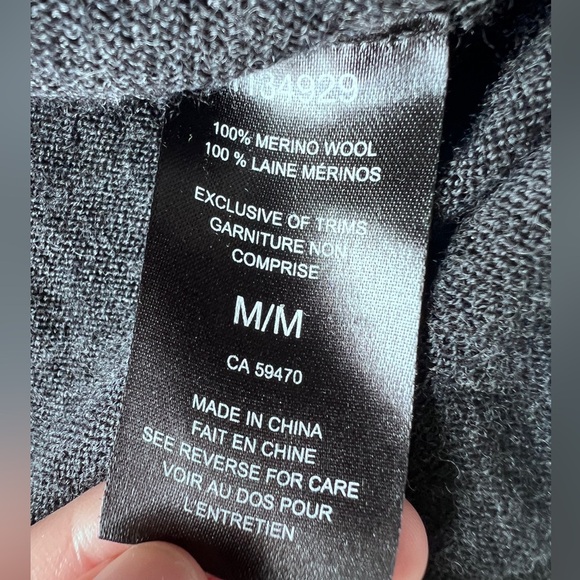 34929
100% MERINO WOOL
100 % LAINE MÉRINOS
EXCLUSIVE OF TRIMS
GARNITURE NON
COMPRISE
M/M
CA 59470
MADE IN CHINA
FAIT EN CHINE
SEE REVERSE FOR CARE
VOIR AU DOS POUR
L'ENTRETIEN